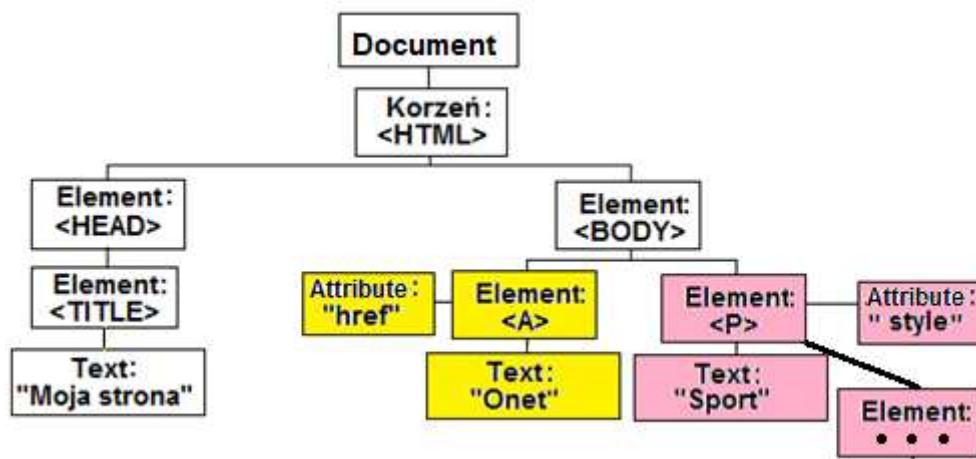 Document
Korzeń:
<HTML>
Element:
<HEAD>
Element:
<BODY>
Element:
<TITLE>
Attribute:
"href"
Element:
<A>
Element:
<P>
Attribute:
" style"
Text:
"Moja strona"
Text:
"Onet"
Text:
"Sport"
Element:
• • •